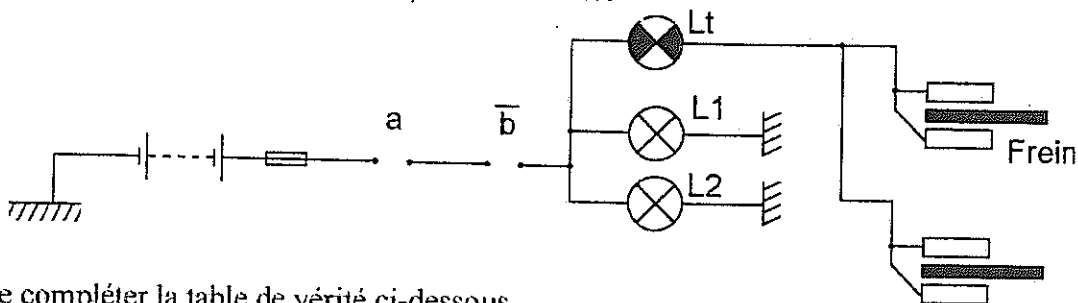 Lt
L1
a
b̅
L2
Frein
e compléter la table de vérité ci-dessous